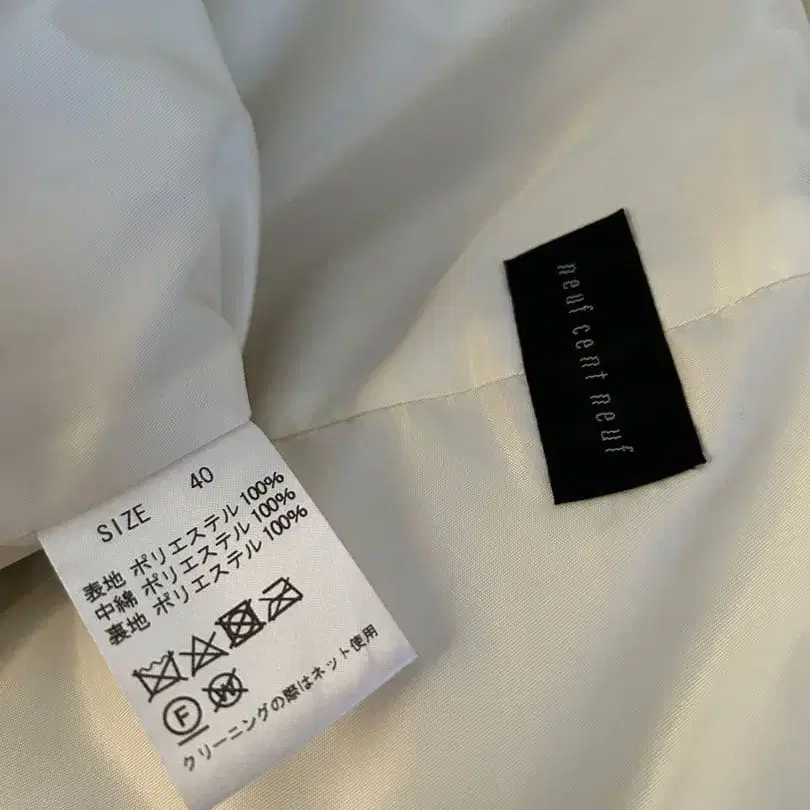 neuf cent neuf
SIZE 40
表地 ポリエステル 100%
中綿 ポリエステル 100%
裏地 ポリエステル 100%
F W
クリーニングの際はネット使用